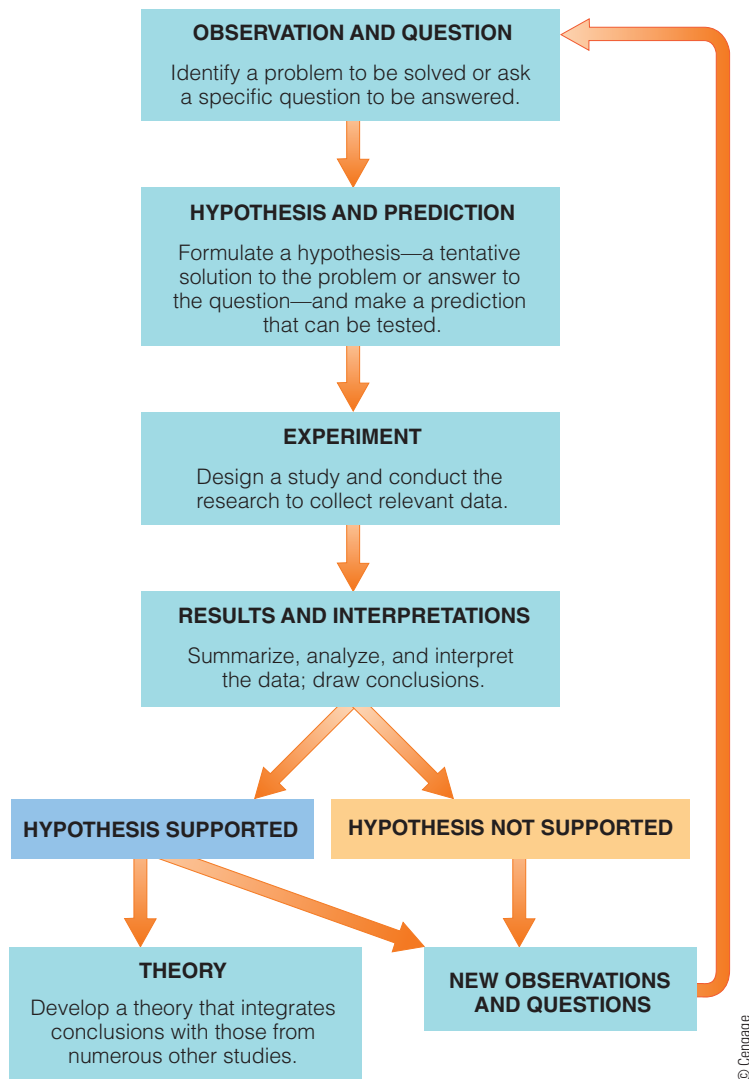 OBSERVATION AND QUESTION
Identify a problem to be solved or ask
a specific question to be answered.
HYPOTHESIS AND PREDICTION
Formulate a hypothesis—a tentative
solution to the problem or answer to
the question—and make a prediction
that can be tested.
EXPERIMENT
Design a study and conduct the
research to collect relevant data.
RESULTS AND INTERPRETATIONS
Summarize, analyze, and interpret
the data; draw conclusions.
HYPOTHESIS SUPPORTED
HYPOTHESIS NOT SUPPORTED
THEORY
Develop a theory that integrates
conclusions with those from
numerous other studies.
NEW OBSERVATIONS
AND QUESTIONS
© Cengage